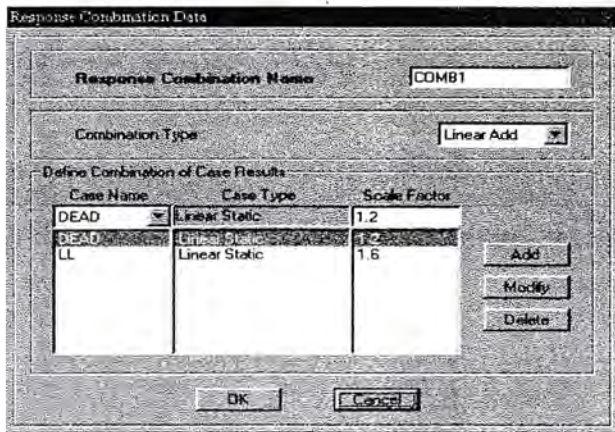 Response Combination Data
Response Combination Name COMB1
Combination Type Linear Add
Define Combination of Case Results
Case Name Case Type Scale Factor
DEAD Linear Static 1.2
DEAD Linear Static 1.2
LL Linear Static 1.6
Add
Modify
Delete
OK Cancel